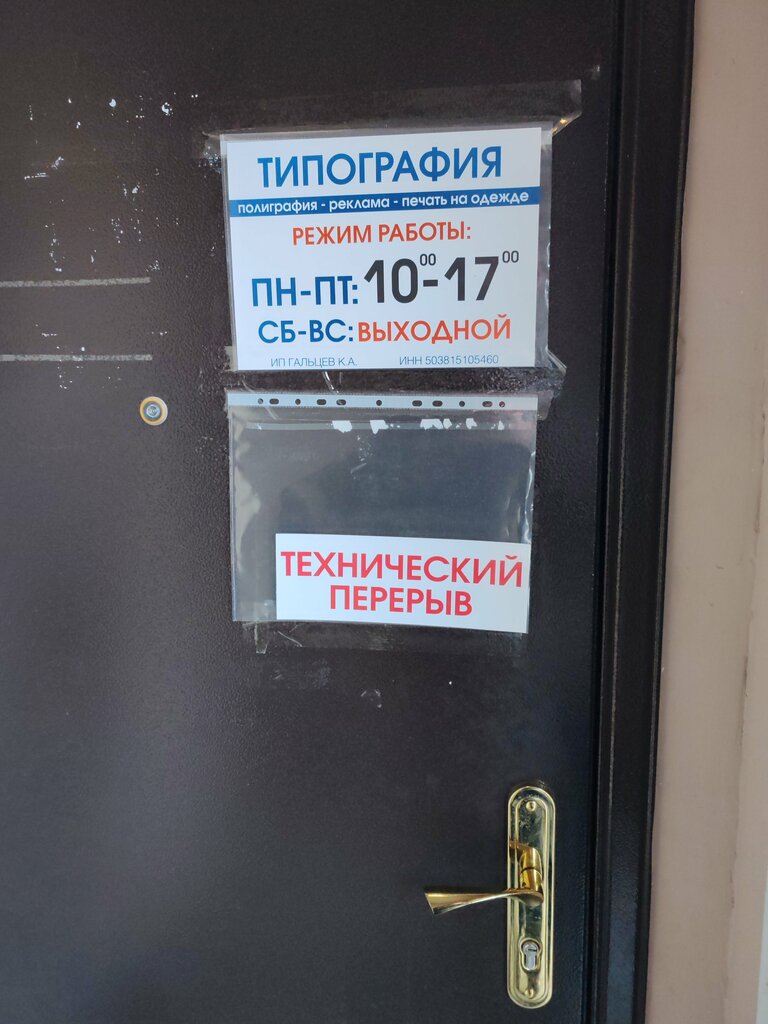 ТИПОГРАФИЯ
полиграфия - реклама - печать на одежде
РЕЖИМ РАБОТЫ:
ПН-ПТ: 10⁰⁰-17⁰⁰
СБ-ВС: ВЫХОДНОЙ
ИП ГАЛЬЦЕВ К.А. ИНН 503815105460
ТЕХНИЧЕСКИЙ
ПЕРЕРЫВ